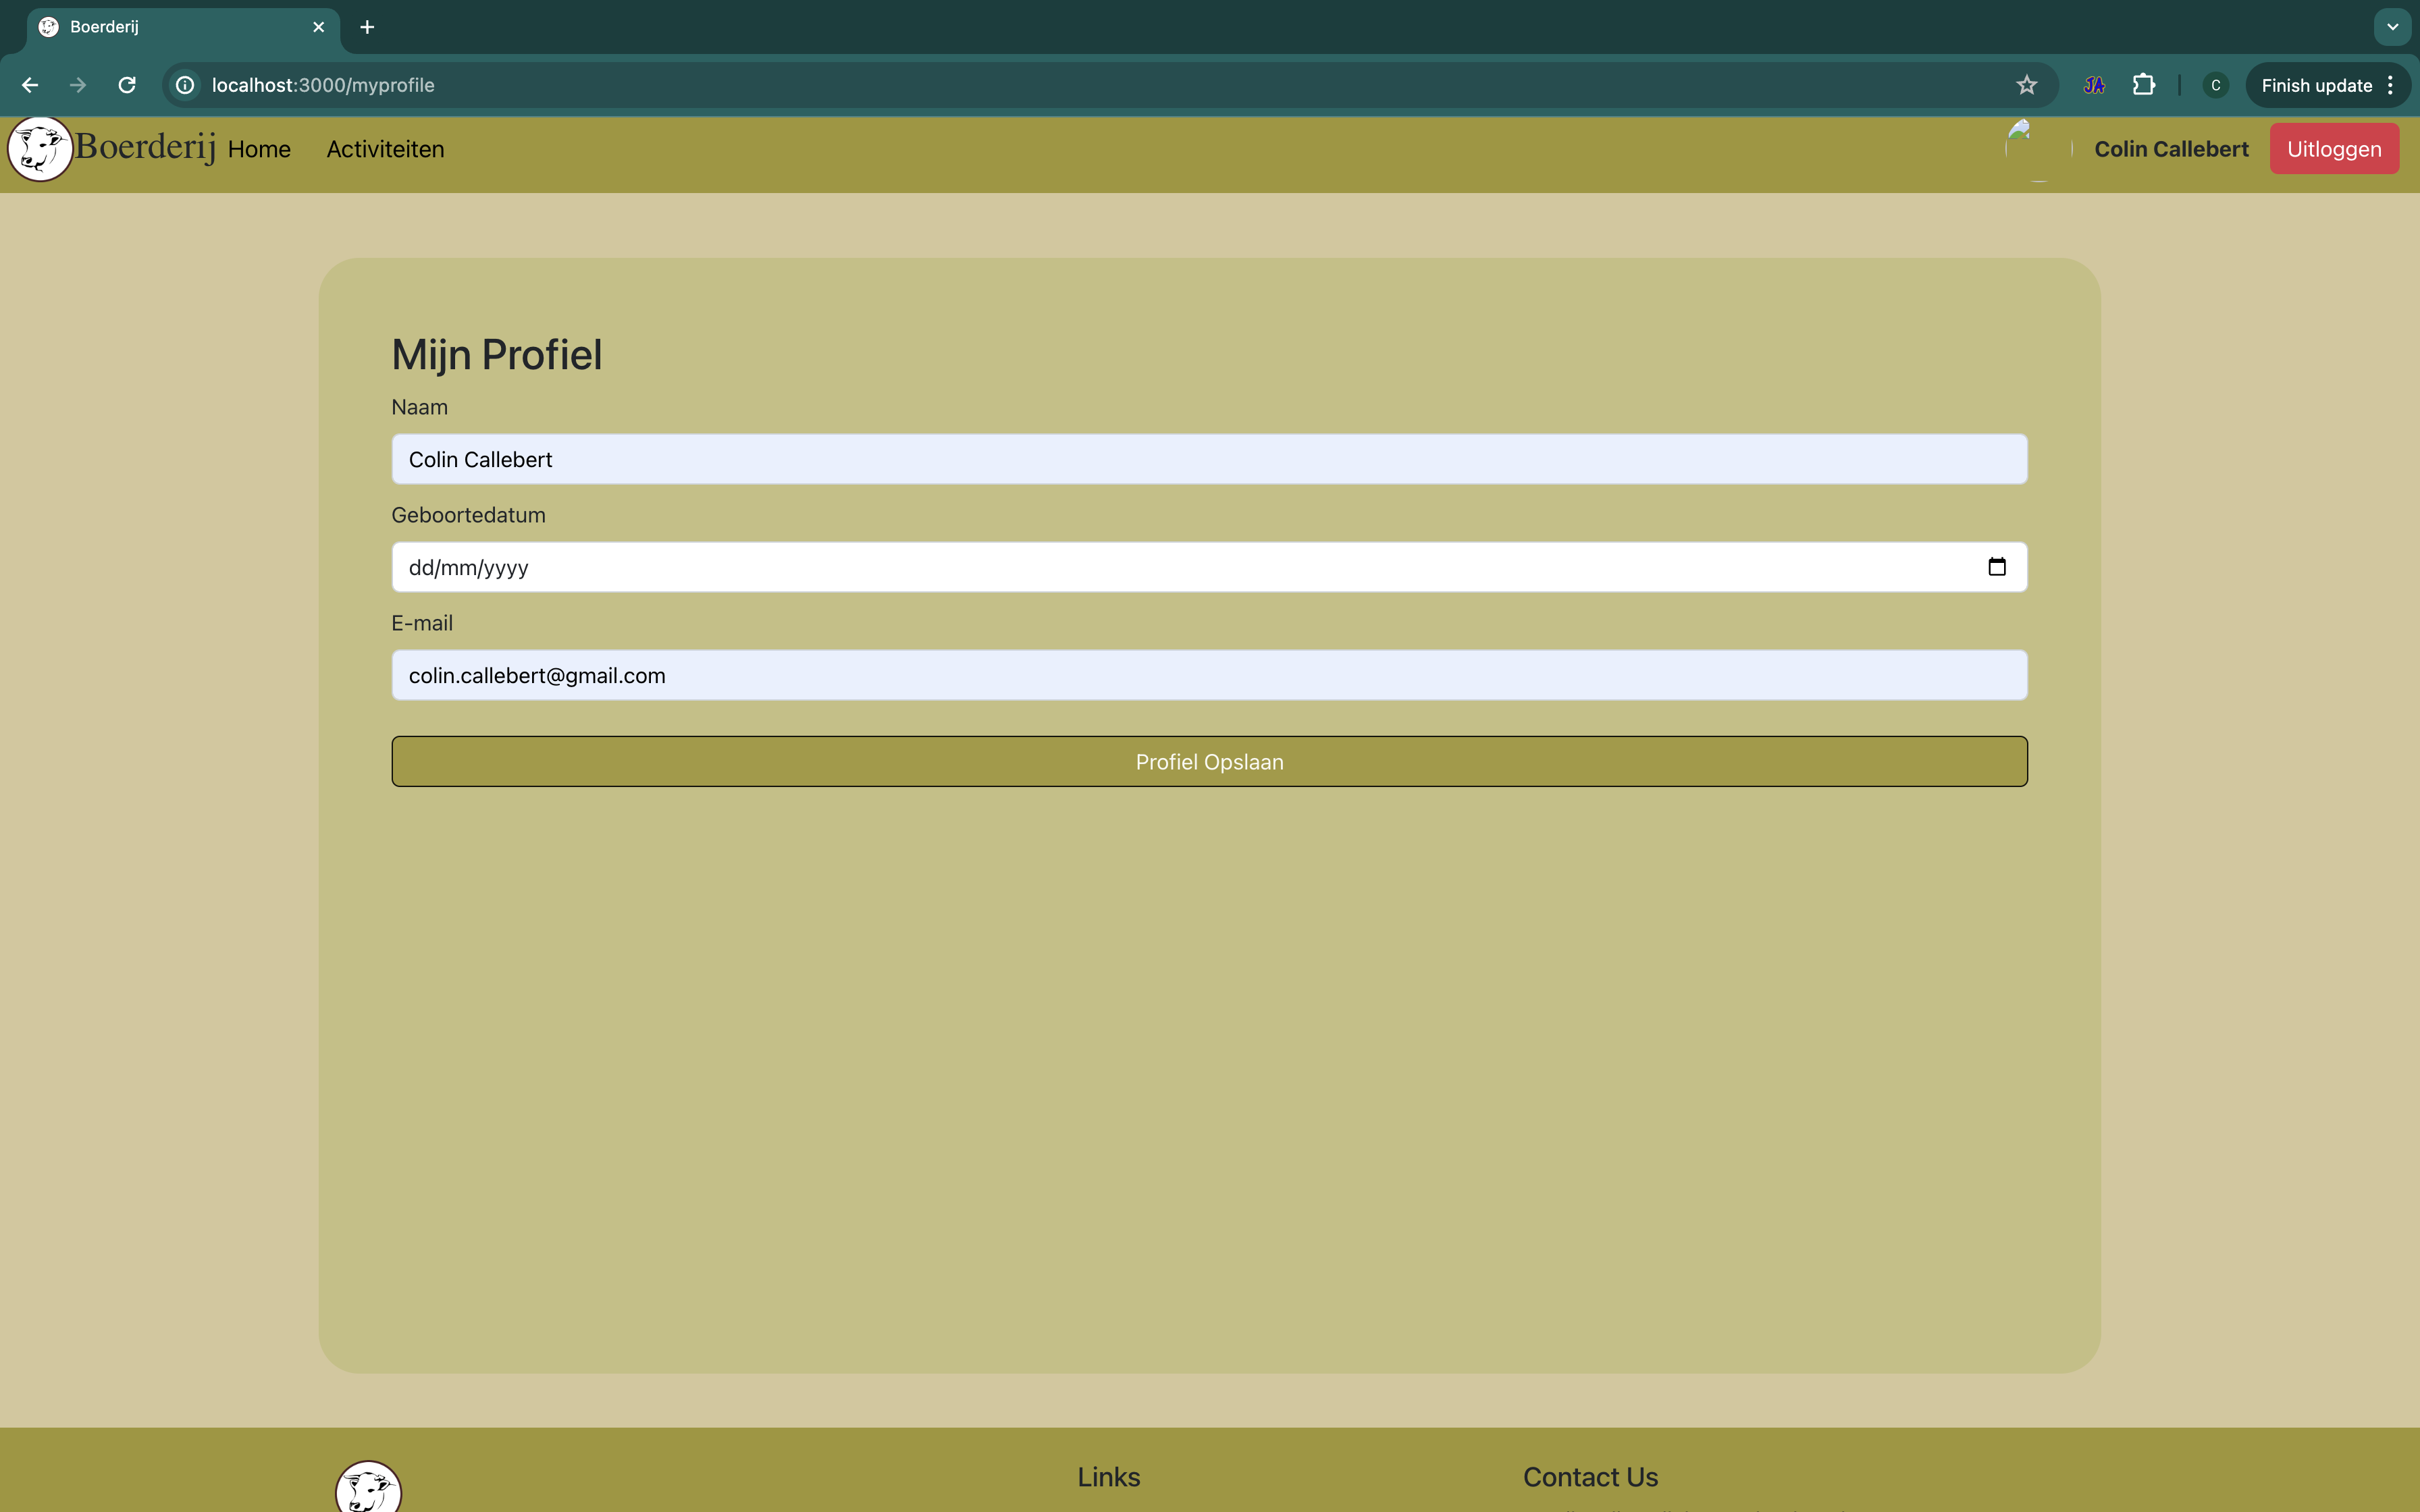 Boerderij
localhost:3000/myprofile
JA
C
Finish update
Boerderij
Home
Activiteiten
Colin Callebert
Uitloggen
Mijn Profiel
Naam
Colin Callebert
Geboortedatum
dd/mm/yyyy
E-mail
colin.callebert@gmail.com
Profiel Opslaan
Links
Contact Us